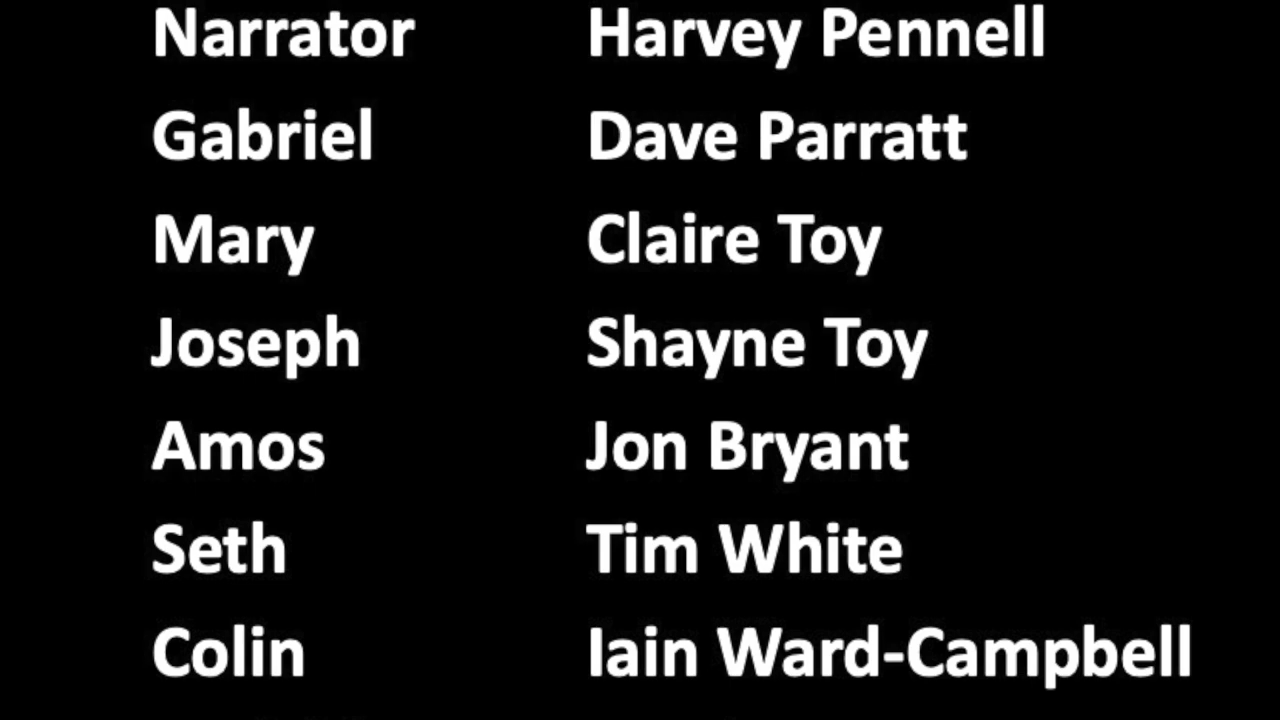 Narrator Harvey Pennell
Gabriel Dave Parratt
Mary Claire Toy
Joseph Shayne Toy
Amos Jon Bryant
Seth Tim White
Colin Iain Ward-Campbell